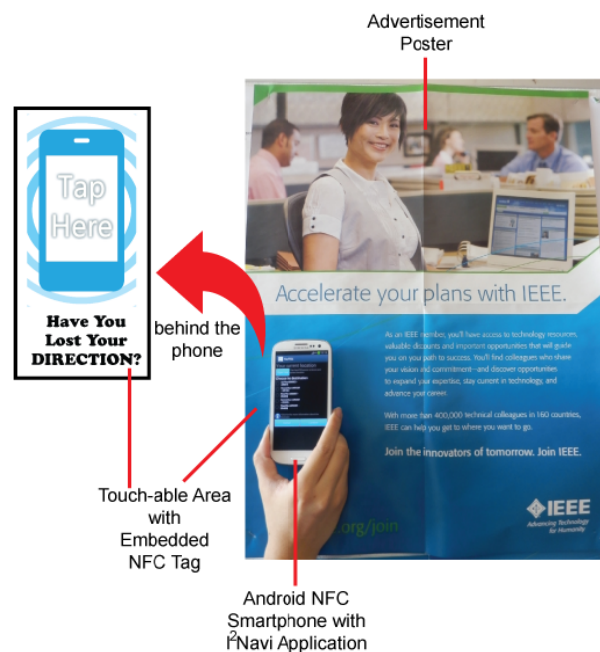 Advertisement
Poster
Tap
Here
Have You
Lost Your
DIRECTION?
behind the
phone
Accelerate your plans with IEEE.
As an IEEE member, you'll have access to technology resources,
valuable discounts and important opportunities that will guide
you on you path to success. You'll find colleagues who share
your vision and commitment—and discover opportunities
to expand your expertise, stay current in technology, and
advance your career.
With more than 400,000 technical colleagues in 160 countries,
IEEE can help you get to where you want to go.
Join the innovators of tomorrow. Join IEEE.
.org/join
IEEE
Advancing Technology
for Humanity
Touch-able Area
with
Embedded
NFC Tag
Android NFC
Smartphone with
I²Navi Application